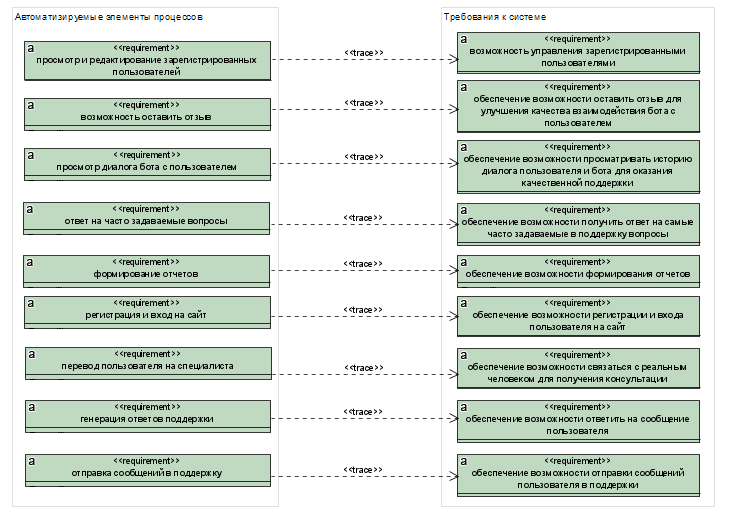 Автоматизируемые элементы процессов
Требования к системе
a
<<requirement>>
просмотр и редактирование зарегистрированных
пользователей
<<trace>>
a
<<requirement>>
возможность управления зарегистрированными
пользователями
a
<<requirement>>
возможность оставить отзыв
<<trace>>
a
<<requirement>>
обеспечение возможности оставить отзыв для
улучшения качества взаимодействия бота с
пользователем
a
<<requirement>>
просмотр диалога бота с пользователем
<<trace>>
a
<<requirement>>
обеспечение возможности просматривать историю
диалога пользователя и бота для оказания
качественной поддержки
a
<<requirement>>
ответ на часто задаваемые вопросы
<<trace>>
a
<<requirement>>
обеспечение возможности получить ответ на самые
часто задаваемые в поддержку вопросы
a
<<requirement>>
формирование отчетов
<<trace>>
a
<<requirement>>
обеспечение возможности формирования отчетов
a
<<requirement>>
регистрация и вход на сайт
<<trace>>
a
<<requirement>>
обеспечение возможности регистрации и входа
пользователя на сайт
a
<<requirement>>
перевод пользователя на специалиста
<<trace>>
a
<<requirement>>
обеспечение возможности связаться с реальным
человеком для получения консультации
a
<<requirement>>
генерация ответов поддержки
<<trace>>
a
<<requirement>>
обеспечение возможности ответить на сообщение
пользователя
a
<<requirement>>
отправка сообщений в поддержку
<<trace>>
a
<<requirement>>
обеспечение возможности отправки сообщений
пользователя в поддержки